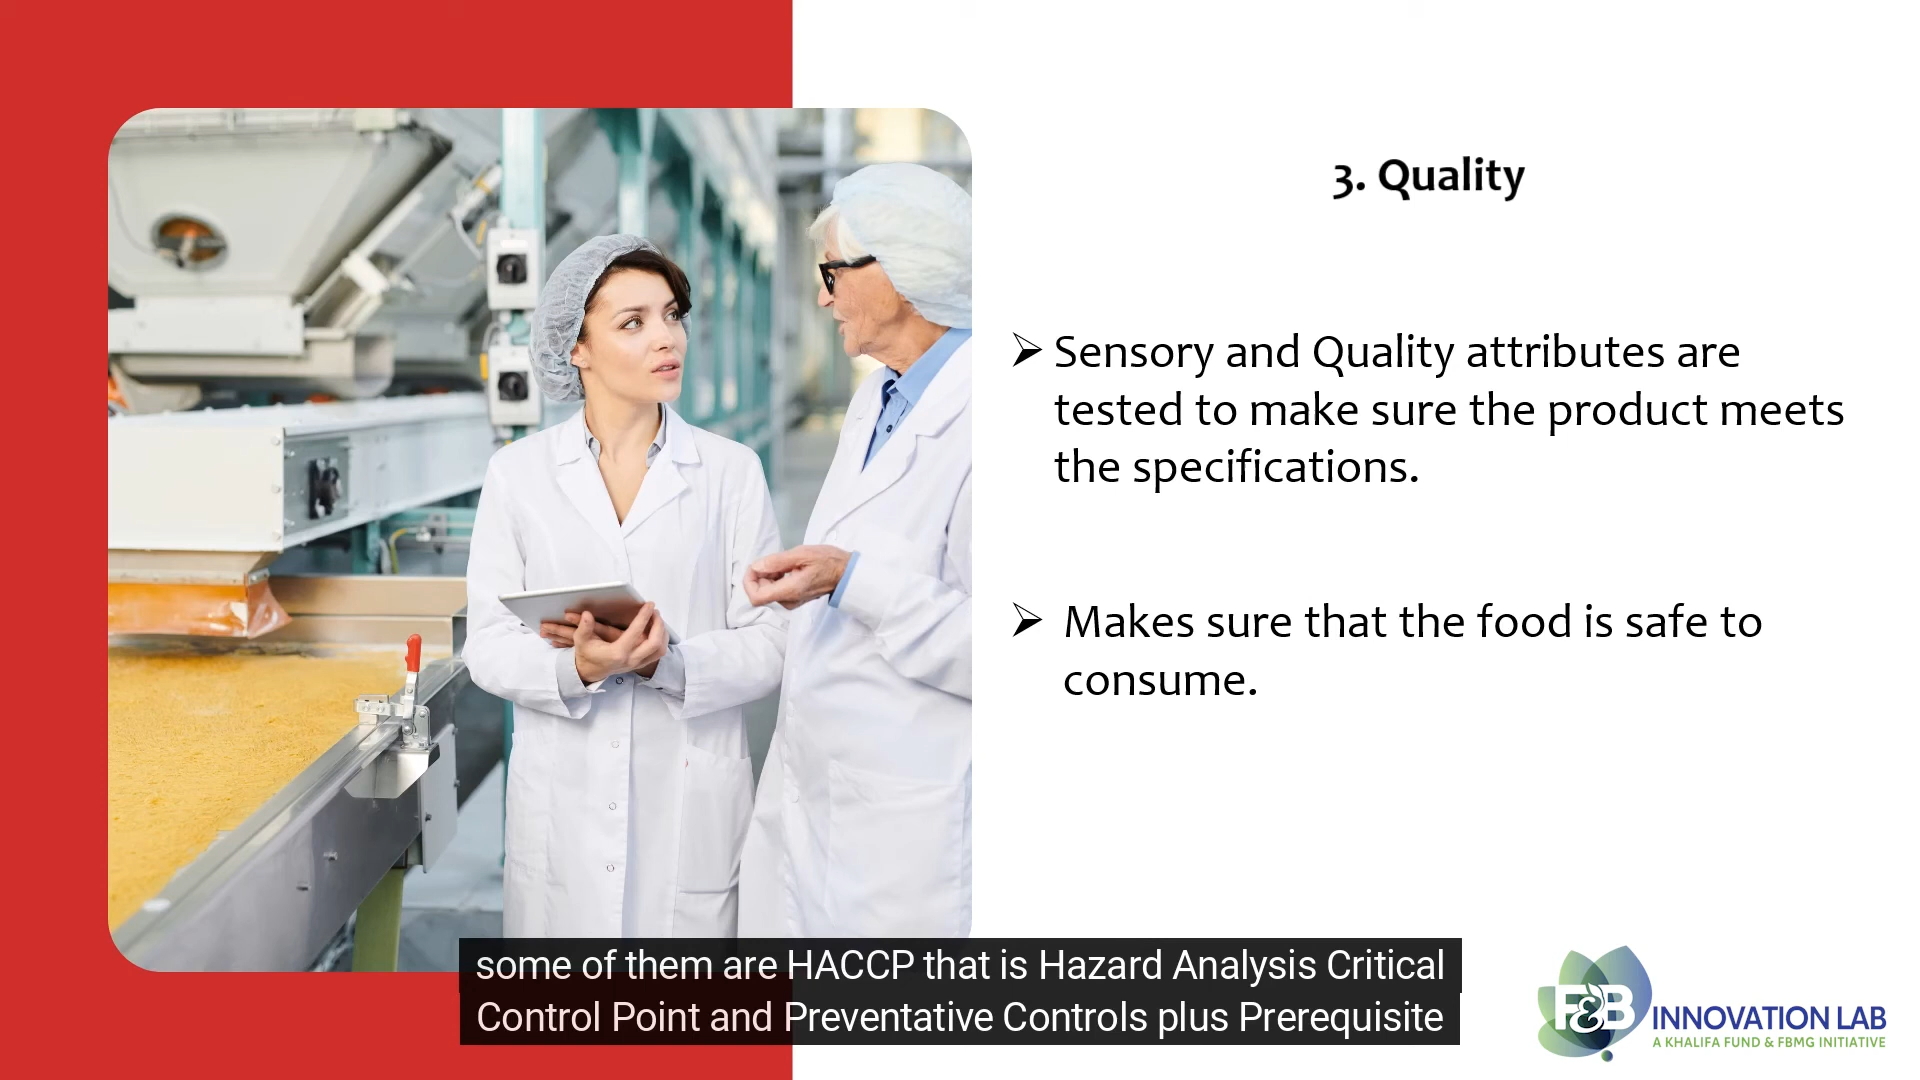 3. Quality
Sensory and Quality attributes are
tested to make sure the product meets
the specifications.
Makes sure that the food is safe to
consume.
some of them are HACCP that is Hazard Analysis Critical
Control Point and Preventative Controls plus Prerequisite
F&B
INNOVATION LAB
A KHALIFA FUND & FBMG INITIATIVE